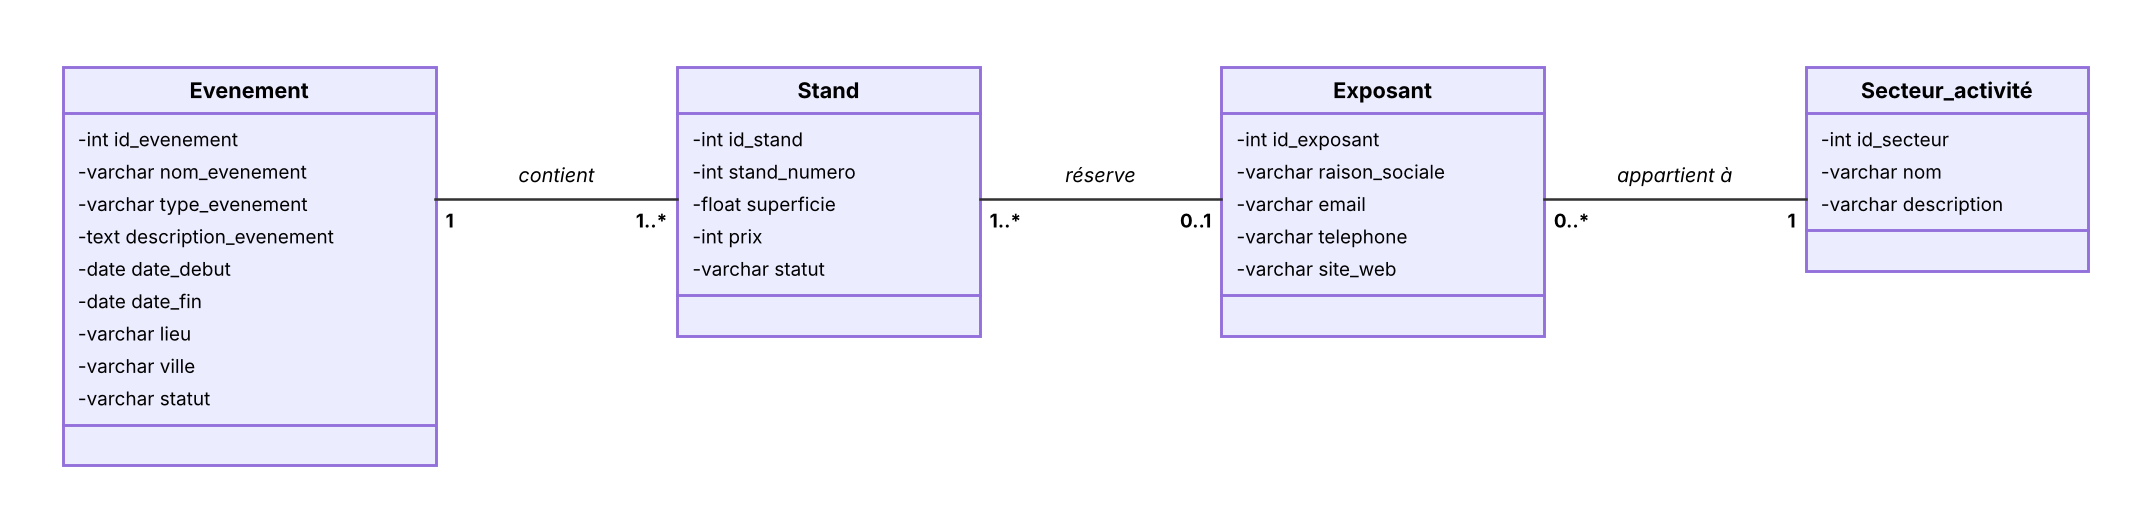 Evenement
-int id_evenement
-varchar nom_evenement
-varchar type_evenement
-text description_evenement
-date date_debut
-date date_fin
-varchar lieu
-varchar ville
-varchar statut
contient
1
1..*
Stand
-int id_stand
-int stand_numero
-float superficie
-int prix
-varchar statut
réserve
1..*
0..1
Exposant
-int id_exposant
-varchar raison_sociale
-varchar email
-varchar telephone
-varchar site_web
appartient à
0..*
1
Secteur_activité
-int id_secteur
-varchar nom
-varchar description